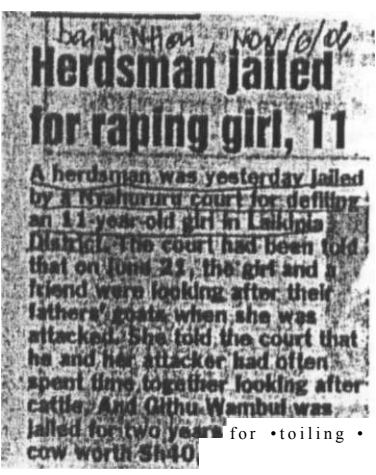 Daily Nation, Nov/6/04
Herdsman jailed
for raping girl, 11
A herdsman was yesterday jailed
by a Nyahururu court for defiling
an 11-year-old girl in Laikipia
District. The court had been told
that on June 21, the girl and a
friend were looking after their
fathers' goats when she was
attacked. She told the court that
he and her attacker had often
spent time together looking after
cattle. And Githu Wambui was
jailed for two years for •toiling •
cow worth Sh40